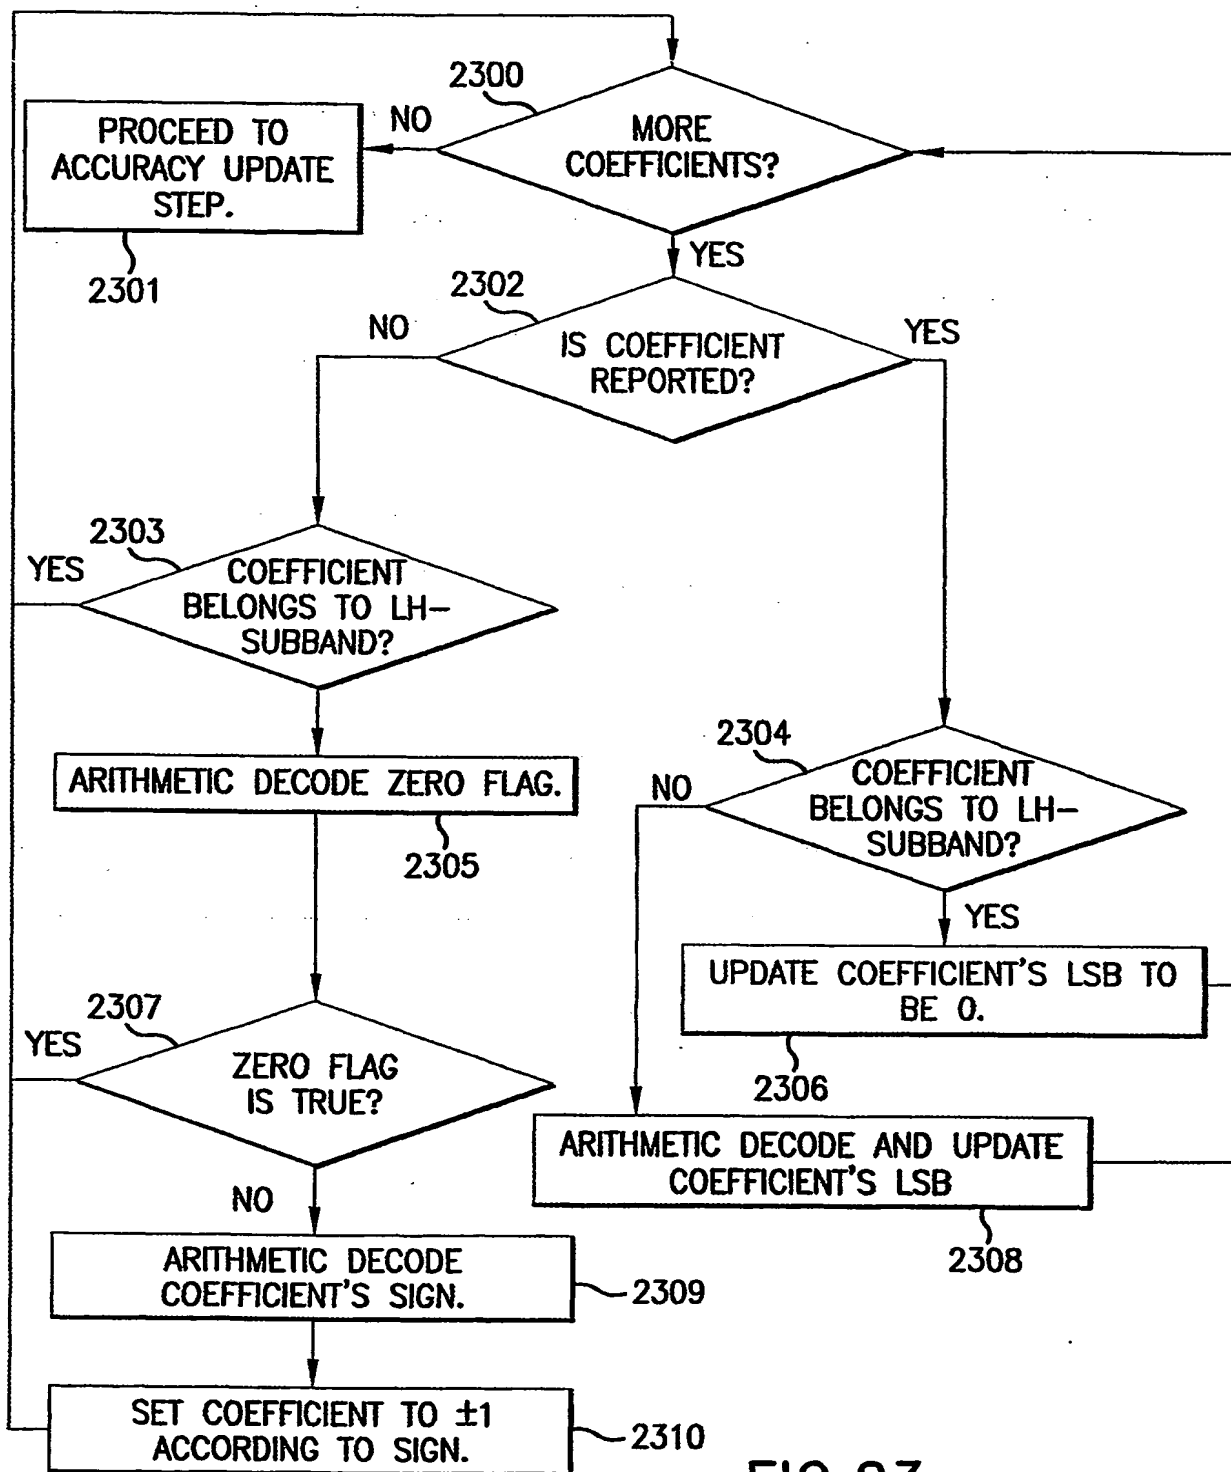 2300
MORE
COEFFICIENTS?
NO
PROCEED TO
ACCURACY UPDATE
STEP.
2301
YES
2302
NO
IS COEFFICIENT
REPORTED?
YES
2303
YES
COEFFICIENT
BELONGS TO LH-
SUBBAND?
2304
NO
COEFFICIENT
BELONGS TO LH-
SUBBAND?
YES
ARITHMETIC DECODE ZERO FLAG.
2305
UPDATE COEFFICIENT'S LSB TO
BE 0.
2306
2307
YES
ZERO FLAG
IS TRUE?
NO
ARITHMETIC DECODE AND UPDATE
COEFFICIENT'S LSB
2308
ARITHMETIC DECODE
COEFFICIENT'S SIGN.
2309
SET COEFFICIENT TO ±1
ACCORDING TO SIGN.
2310